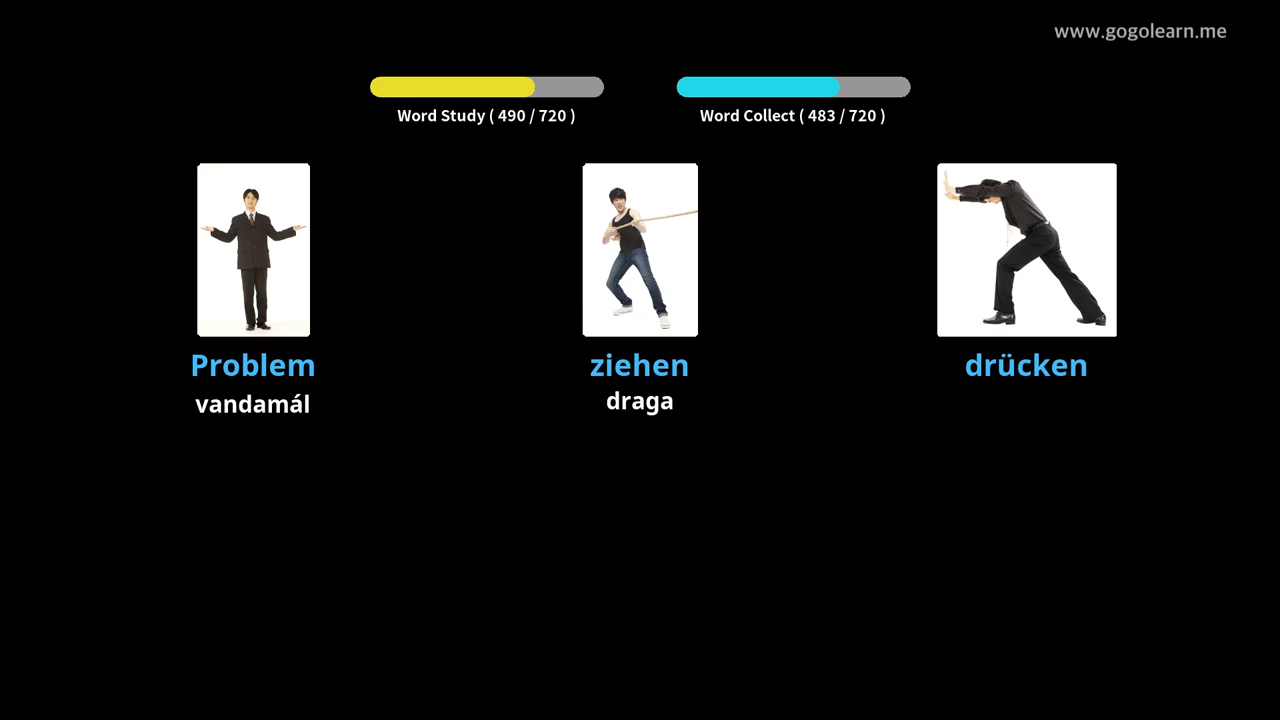 www.gogolearn.me
Word Study ( 490 / 720 )
Word Collect ( 483 / 720 )
Problem
vandamál
ziehen
draga
drücken